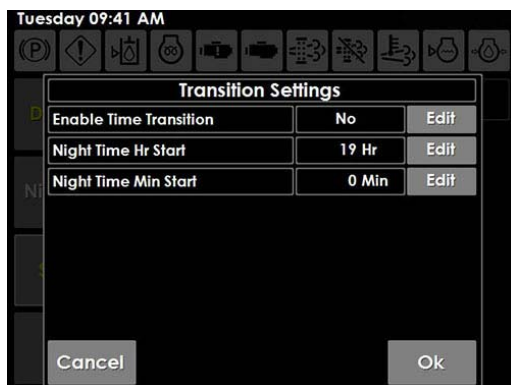 Tuesday 09:41 AM
(P)
Transition Settings
Enable Time Transition No Edit
Night Time Hr Start 19 Hr Edit
Night Time Min Start 0 Min Edit
Cancel Ok